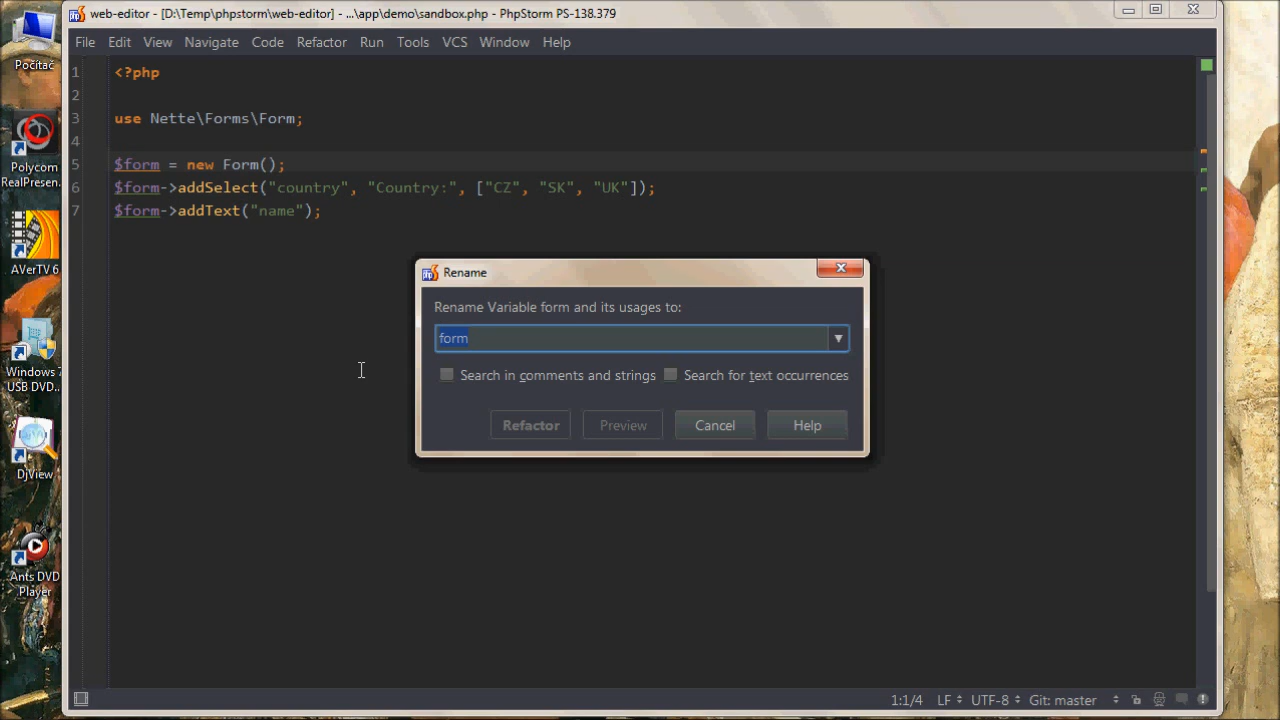 web-editor - [D:\Temp\phpstorm\web-editor] - ...\app\demo\sandbox.php - PhpStorm PS-138.379
File Edit View Navigate Code Refactor Run Tools VCS Window Help
1 <?php
2
3 use Nette\Forms\Form;
4
5 $form = new Form();
6 $form->addSelect("country", "Country:", ["CZ", "SK", "UK"]);
7 $form->addText("name");
Rename
Rename Variable form and its usages to:
form
Search in comments and strings Search for text occurrences
Refactor Preview Cancel Help
1:1/4 LF UTF-8 Git: master
Počítač
Polycom
RealPresen...
AVerTV 6
Windows 7
USB DVD...
DjView
Ants DVD
Player